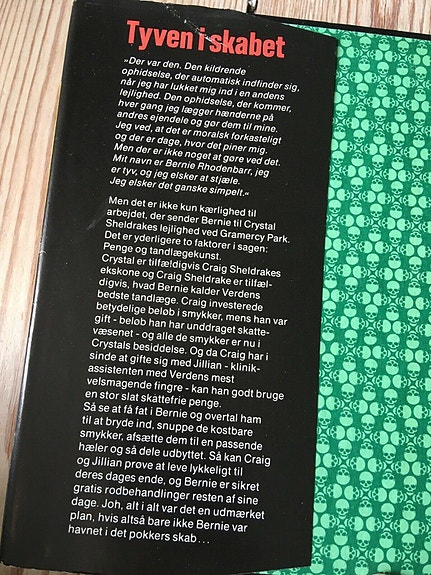 Tyven i skabet
»Der var den. Den kildrende
ophidselse, der automatisk indfinder sig,
når jeg har lukket mig ind i en andens
lejlighed. Den ophidselse, der kommer,
hver gang jeg lægger hænderne på
andres ejendele og gør dem til mine.
Jeg ved, at det er moralsk forkasteligt
og der er dage, hvor det piner mig.
Men der er ikke noget at gøre ved det.
Mit navn er Bernie Rhodenbarr, jeg
er tyv, og jeg elsker at stjæle.
Jeg elsker det ganske simpelt.«
Men det er ikke kun kærlighed til
arbejdet, der sender Bernie til Crystal
Sheldrakes lejlighed ved Gramercy Park.
Det er yderligere to faktorer i sagen:
Penge og tandlægekunst.
Crystal er tilfældigvis Craig Sheldrakes
ekskone og Craig Sheldrake er tilfæl-
digvis, hvad Bernie kalder Verdens
bedste tandlæge. Craig investerede
betydelige beløb i smykker, mens han var
gift - beløb han har unddraget skatte-
væsenet - og alle de smykker er nu i
Crystals besiddelse. Og da Craig har i
sinde at gifte sig med Jillian - klinik-
assistenten med Verdens mest
velsmagende fingre - kan han godt bruge
en stor slat skattefrie penge.
Så se at få fat i Bernie og overtal ham
til at bryde ind, snuppe de kostbare
smykker, afsætte dem til en passende
hæler og så dele udbyttet. Så kan Craig
og Jillian prøve at leve lykkeligt til
deres dages ende, og Bernie er sikret
gratis rodbehandlinger resten af sine
dage. Joh, alt i alt var det en udmærket
plan, hvis altså bare ikke Bernie var
havnet i det pokkers skab...